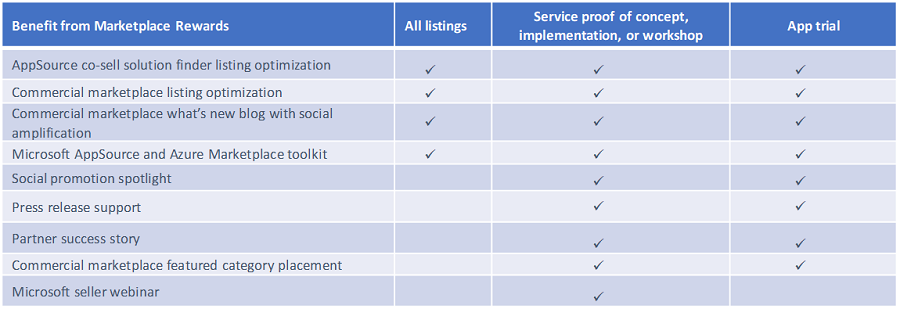 Benefit from Marketplace Rewards All listings Service proof of concept, implementation, or workshop App trial
AppSource co-sell solution finder listing optimization ✓ ✓ ✓
Commercial marketplace listing optimization ✓ ✓ ✓
Commercial marketplace what's new blog with social
amplification ✓ ✓ ✓
Microsoft AppSource and Azure Marketplace toolkit ✓ ✓ ✓
Social promotion spotlight ✓ ✓
Press release support ✓ ✓
Partner success story ✓ ✓
Commercial marketplace featured category placement ✓ ✓
Microsoft seller webinar ✓